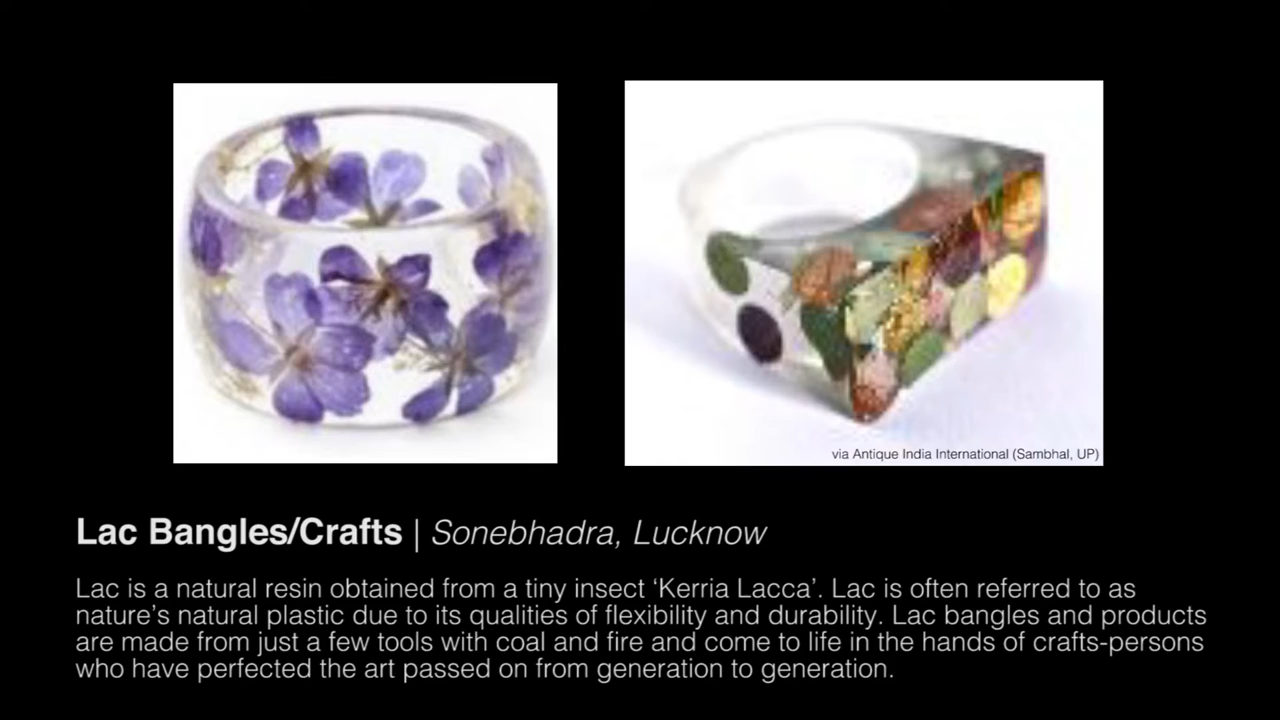 via Antique India International (Sambhal, UP)
Lac Bangles/Crafts | Sonebhadra, Lucknow
Lac is a natural resin obtained from a tiny insect ‘Kerria Lacca’. Lac is often referred to as
nature’s natural plastic due to its qualities of flexibility and durability. Lac bangles and products
are made from just a few tools with coal and fire and come to life in the hands of crafts-persons
who have perfected the art passed on from generation to generation.